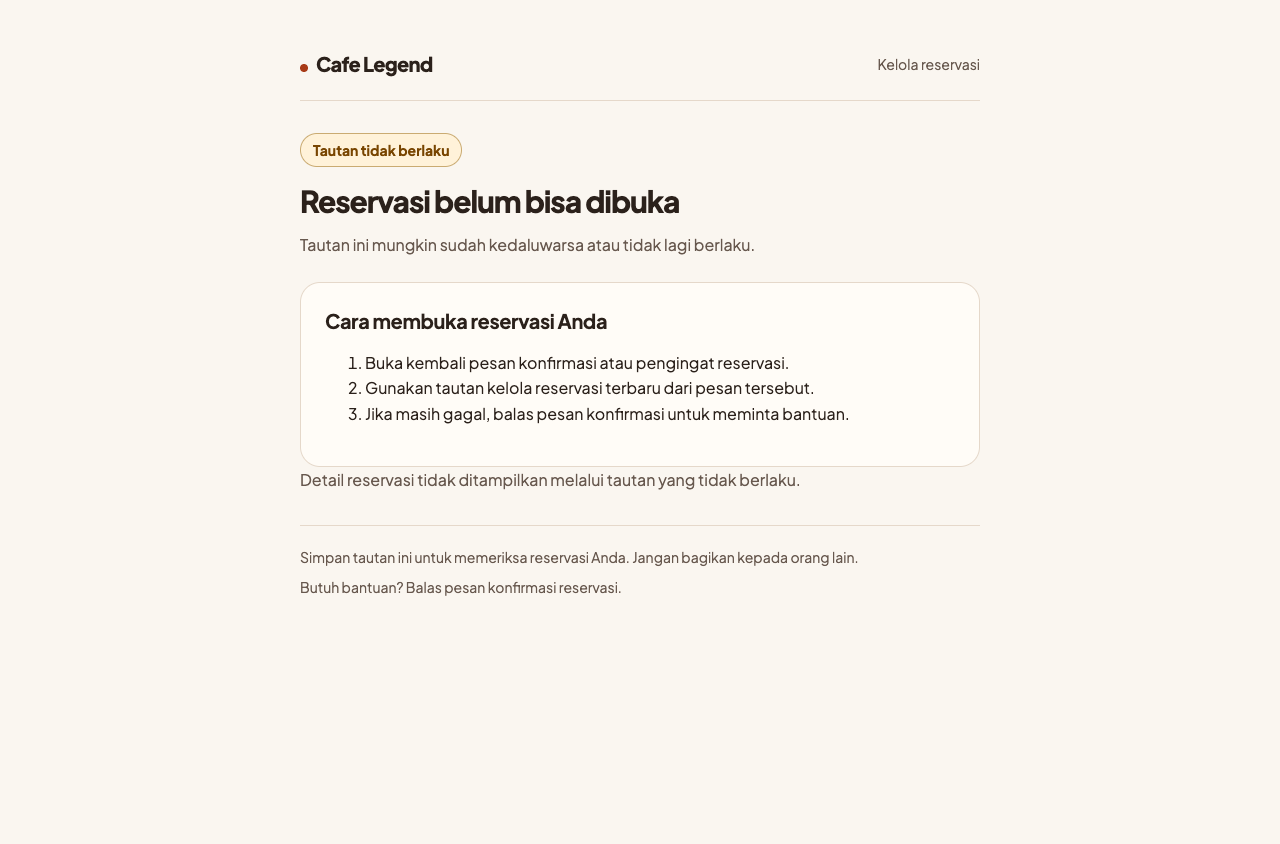 Cafe Legend
Kelola reservasi
Tautan tidak berlaku
Reservasi belum bisa dibuka
Tautan ini mungkin sudah kedaluwarsa atau tidak lagi berlaku.
Cara membuka reservasi Anda
1. Buka kembali pesan konfirmasi atau pengingat reservasi.
2. Gunakan tautan kelola reservasi terbaru dari pesan tersebut.
3. Jika masih gagal, balas pesan konfirmasi untuk meminta bantuan.
Detail reservasi tidak ditampilkan melalui tautan yang tidak berlaku.
Simpan tautan ini untuk memeriksa reservasi Anda. Jangan bagikan kepada orang lain.
Butuh bantuan? Balas pesan konfirmasi reservasi.